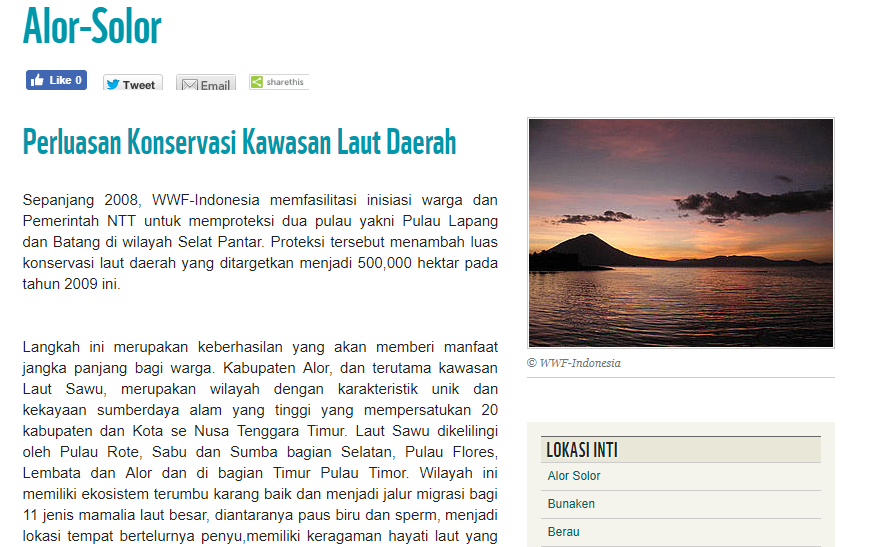 Alor-Solor
Like 0
Tweet
Email
sharethis
Perluasan Konservasi Kawasan Laut Daerah
Sepanjang 2008, WWF-Indonesia memfasilitasi inisiasi warga dan
Pemerintah NTT untuk memproteksi dua pulau yakni Pulau Lapang
dan Batang di wilayah Selat Pantar. Proteksi tersebut menambah luas
konservasi laut daerah yang ditargetkan menjadi 500,000 hektar pada
tahun 2009 ini.
Langkah ini merupakan keberhasilan yang akan memberi manfaat
jangka panjang bagi warga. Kabupaten Alor, dan terutama kawasan
Laut Sawu, merupakan wilayah dengan karakteristik unik dan
kekayaan sumberdaya alam yang tinggi yang mempersatukan 20
kabupaten dan Kota se Nusa Tenggara Timur. Laut Sawu dikelilingi
oleh Pulau Rote, Sabu dan Sumba bagian Selatan, Pulau Flores,
Lembata dan Alor dan di bagian Timur Pulau Timor. Wilayah ini
memiliki ekosistem terumbu karang baik dan menjadi jalur migrasi bagi
11 jenis mamalia laut besar, diantaranya paus biru dan sperm, menjadi
lokasi tempat bertelurnya penyu,memiliki keragaman hayati laut yang
© WWF-Indonesia
LOKASI INTI
Alor Solor
Bunaken
Berau